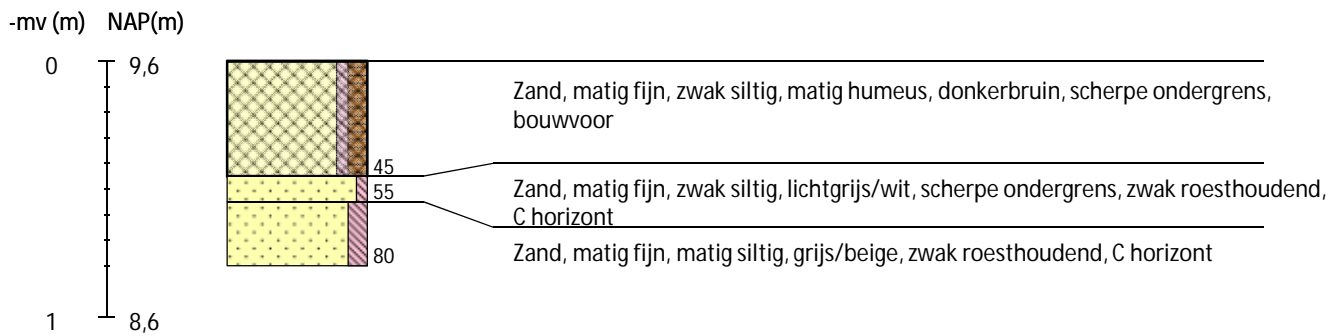 -mv (m) NAP(m)
0 9,6
Zand, matig fijn, zwak siltig, matig humeus, donkerbruin, scherpe ondergrens,
bouwvoor
45
Zand, matig fijn, zwak siltig, lichtgrijs/wit, scherpe ondergrens, zwak roesthoudend,
55
C horizont
Zand, matig fijn, matig siltig, grijs/beige, zwak roesthoudend, C horizont
80
1 8,6